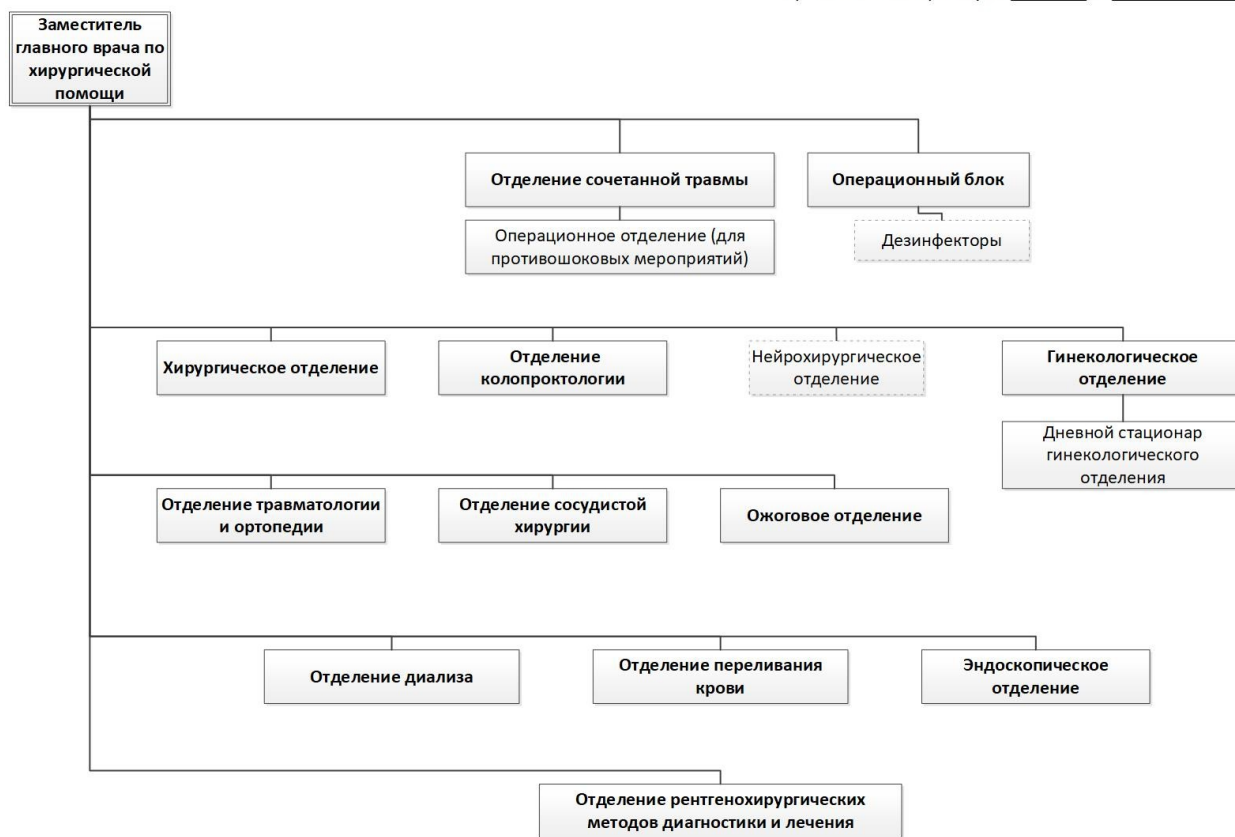 Заместитель
главного врача по
хирургической
помощи
Отделение сочетанной травмы
Операционный блок
Операционное отделение (для
противошоковых мероприятий)
Дезинфекторы
Хирургическое отделение
Отделение
колопроктологии
Нейрохирургическое
отделение
Гинекологическое
отделение
Дневной стационар
гинекологического
отделения
Отделение травматологии
и ортопедии
Отделение сосудистой
хирургии
Ожоговое отделение
Отделение диализа
Отделение переливания
крови
Эндоскопическое
отделение
Отделение рентгенохирургических
методов диагностики и лечения